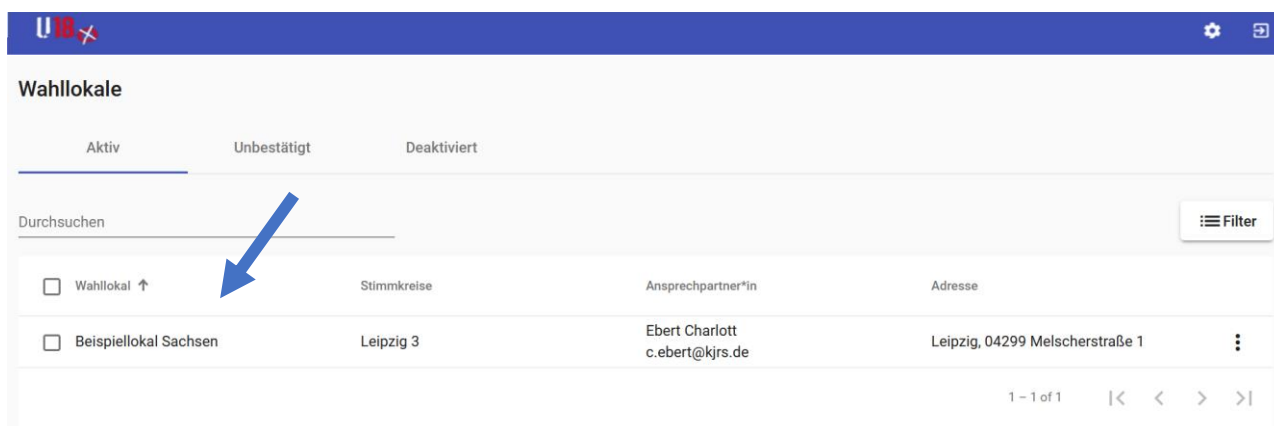 U18
Wahllokale
Aktiv Unbestätigt Deaktiviert
Durchsuchen
Filter
Wahllokal Stimmkreise Ansprechpartner*in Adresse
Beispiellokal Sachsen Leipzig 3 Ebert Charlott Leipzig, 04299 Melscherstraße 1
c.ebert@kjrs.de
1 – 1 of 1